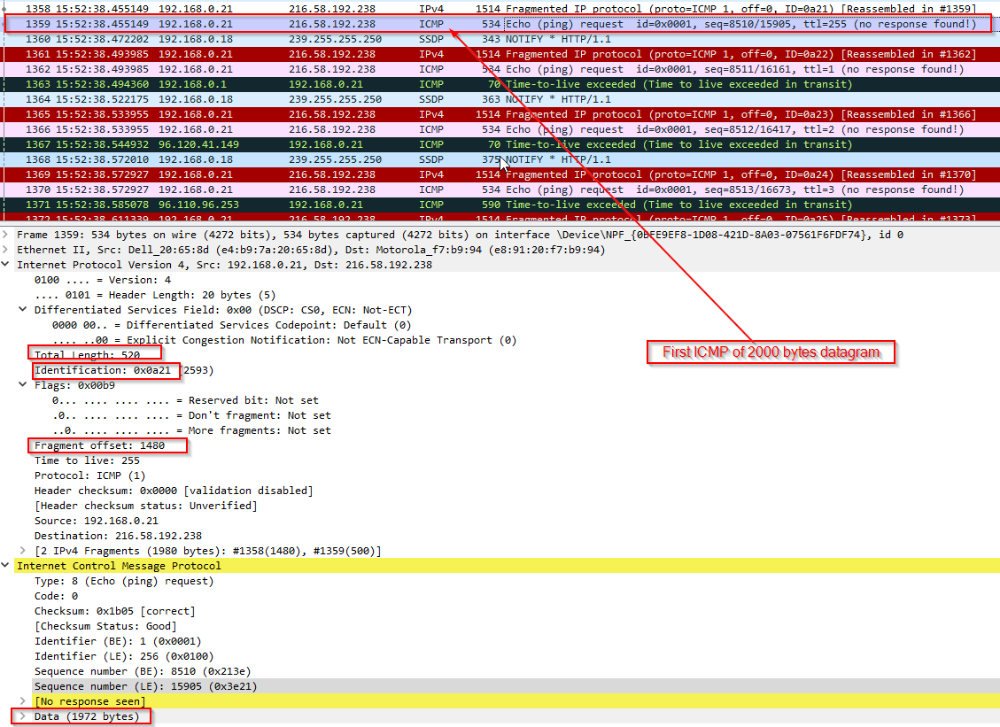 1358 15:52:38.455149 192.168.0.21 216.58.192.238 IPv4 1514 Fragmented IP protocol (proto=ICMP 1, off=0, ID=0a21) [Reassembled in #1359]
1359 15:52:38.455149 192.168.0.21 216.58.192.238 ICMP 534 Echo (ping) request id=0x0001, seq=8510/15905, ttl=255 (no response found!)
1360 15:52:38.472202 192.168.0.18 239.255.255.250 SSDP 343 NOTIFY * HTTP/1.1
1361 15:52:38.493985 192.168.0.21 216.58.192.238 IPv4 1514 Fragmented IP protocol (proto=ICMP 1, off=0, ID=0a22) [Reassembled in #1362]
1362 15:52:38.493985 192.168.0.21 216.58.192.238 ICMP 534 Echo (ping) request id=0x0001, seq=8511/16161, ttl=1 (no response found!)
1363 15:52:38.494360 192.168.0.1 192.168.0.21 ICMP 70 Time-to-live exceeded (Time to live exceeded in transit)
1364 15:52:38.522175 192.168.0.18 239.255.255.250 SSDP 363 NOTIFY * HTTP/1.1
1365 15:52:38.533955 192.168.0.21 216.58.192.238 IPv4 1514 Fragmented IP protocol (proto=ICMP 1, off=0, ID=0a23) [Reassembled in #1366]
1366 15:52:38.533955 192.168.0.21 216.58.192.238 ICMP 534 Echo (ping) request id=0x0001, seq=8512/16417, ttl=2 (no response found!)
1367 15:52:38.544932 96.120.41.149 192.168.0.21 ICMP 70 Time-to-live exceeded (Time to live exceeded in transit)
1368 15:52:38.572010 192.168.0.18 239.255.255.250 SSDP 375 NOTIFY * HTTP/1.1
1369 15:52:38.572927 192.168.0.21 216.58.192.238 IPv4 1514 Fragmented IP protocol (proto=ICMP 1, off=0, ID=0a24) [Reassembled in #1370]
1370 15:52:38.572927 192.168.0.21 216.58.192.238 ICMP 534 Echo (ping) request id=0x0001, seq=8513/16673, ttl=3 (no response found!)
1371 15:52:38.585078 96.110.96.253 192.168.0.21 ICMP 590 Time-to-live exceeded (Time to live exceeded in transit)
1372 15:52:38.611339 192.168.0.21 216.58.192.238 IPv4 1514 Fragmented IP protocol (proto=ICMP 1, off=0, ID=0a25) [Reassembled in #1373]
Frame 1359: 534 bytes on wire (4272 bits), 534 bytes captured (4272 bits) on interface \Device\NPF_{0BEE9EF8-1D08-421D-8A03-07561F6FDF74}, id 0
Ethernet II, Src: Dell_20:65:8d (e4:b9:7a:20:65:8d), Dst: Motorola_f7:b9:94 (e8:91:20:f7:b9:94)
Internet Protocol Version 4, Src: 192.168.0.21, Dst: 216.58.192.238
0100 .... = Version: 4
.... 0101 = Header Length: 20 bytes (5)
Differentiated Services Field: 0x00 (DSCP: CS0, ECN: Not-ECT)
0000 00.. = Differentiated Services Codepoint: Default (0)
.... ..00 = Explicit Congestion Notification: Not ECN-Capable Transport (0)
Total Length: 520
First ICMP of 2000 bytes datagram
Identification: 0x0a21 (2593)
Flags: 0x00b9
0... .... .... .... = Reserved bit: Not set
.0.. .... .... .... = Don't fragment: Not set
..0. .... .... .... = More fragments: Not set
Fragment offset: 1480
Time to live: 255
Protocol: ICMP (1)
Header checksum: 0x0000 [validation disabled]
[Header checksum status: Unverified]
Source: 192.168.0.21
Destination: 216.58.192.238
[2 IPv4 Fragments (1980 bytes): #1358(1480), #1359(500)]
Internet Control Message Protocol
Type: 8 (Echo (ping) request)
Code: 0
Checksum: 0x1b05 [correct]
[Checksum Status: Good]
Identifier (BE): 1 (0x0001)
Identifier (LE): 256 (0x0100)
Sequence number (BE): 8510 (0x213e)
Sequence number (LE): 15905 (0x3e21)
[No response seen]
Data (1972 bytes)